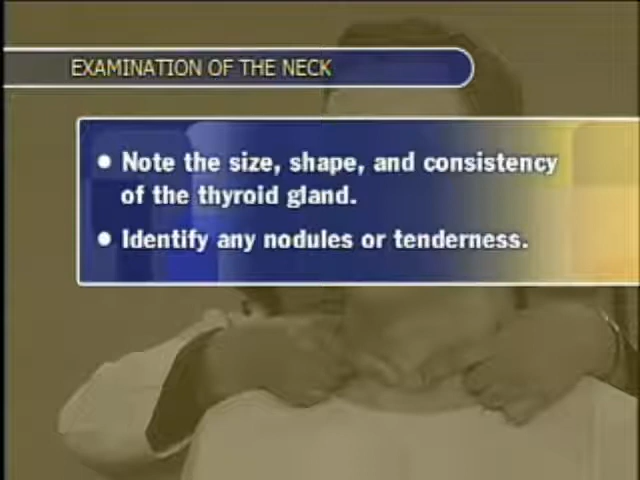 EXAMINATION OF THE NECK
● Note the size, shape, and consistency
of the thyroid gland.
● Identify any nodules or tenderness.